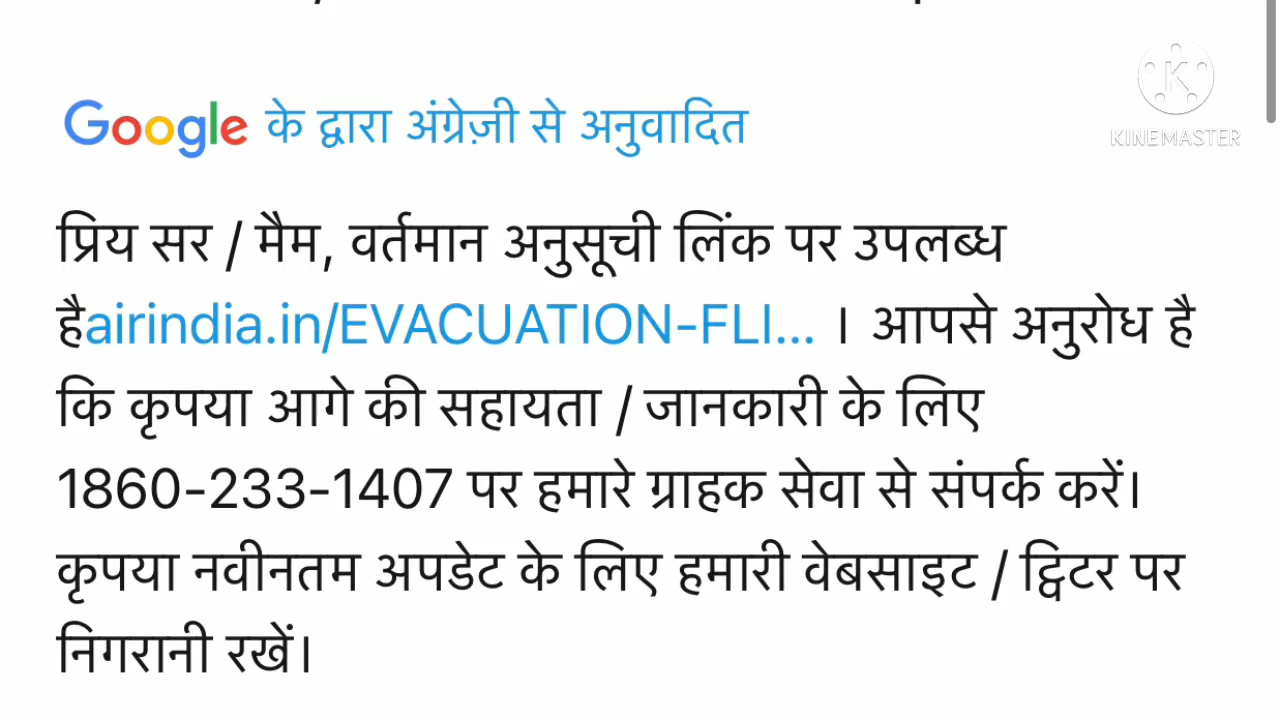 Google के द्वारा अंग्रेज़ी से अनुवादित
K
KINEMASTER
प्रिय सर / मैम, वर्तमान अनुसूची लिंक पर उपलब्ध
हैairindia.in/EVACUATION-FLI... । आपसे अनुरोध है
कि कृपया आगे की सहायता / जानकारी के लिए
1860-233-1407 पर हमारे ग्राहक सेवा से संपर्क करें।
कृपया नवीनतम अपडेट के लिए हमारी वेबसाइट / ट्विटर पर
निगरानी रखें।